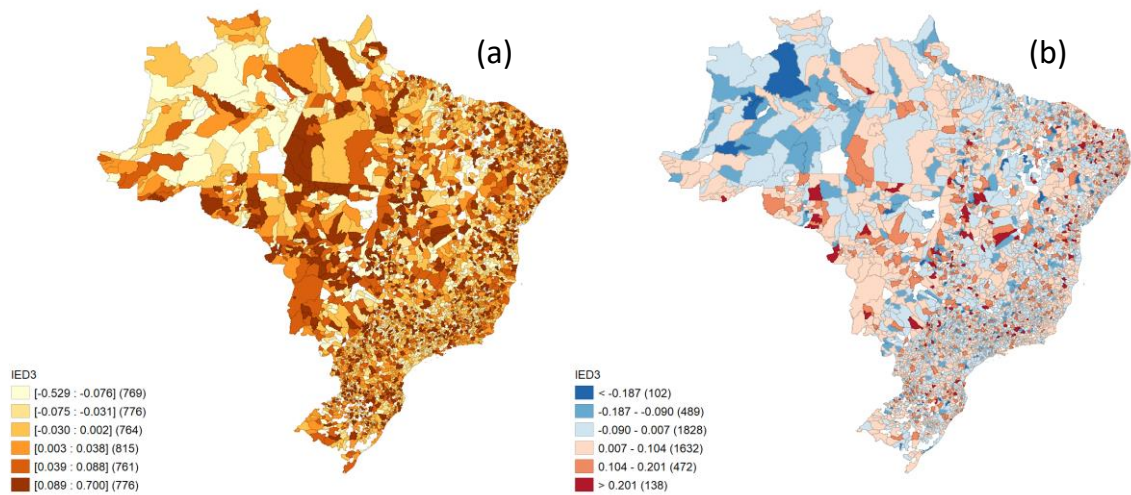 (a)
IED3
[-0.529 : -0.076] (769)
[-0.075 : -0.031] (776)
[-0.030 : 0.002] (764)
[0.003 : 0.038] (815)
[0.039 : 0.088] (761)
[0.089 : 0.700] (776)
(b)
IED3
< -0.187 (102)
-0.187 - -0.090 (489)
-0.090 - 0.007 (1828)
0.007 - 0.104 (1632)
0.104 - 0.201 (472)
> 0.201 (138)